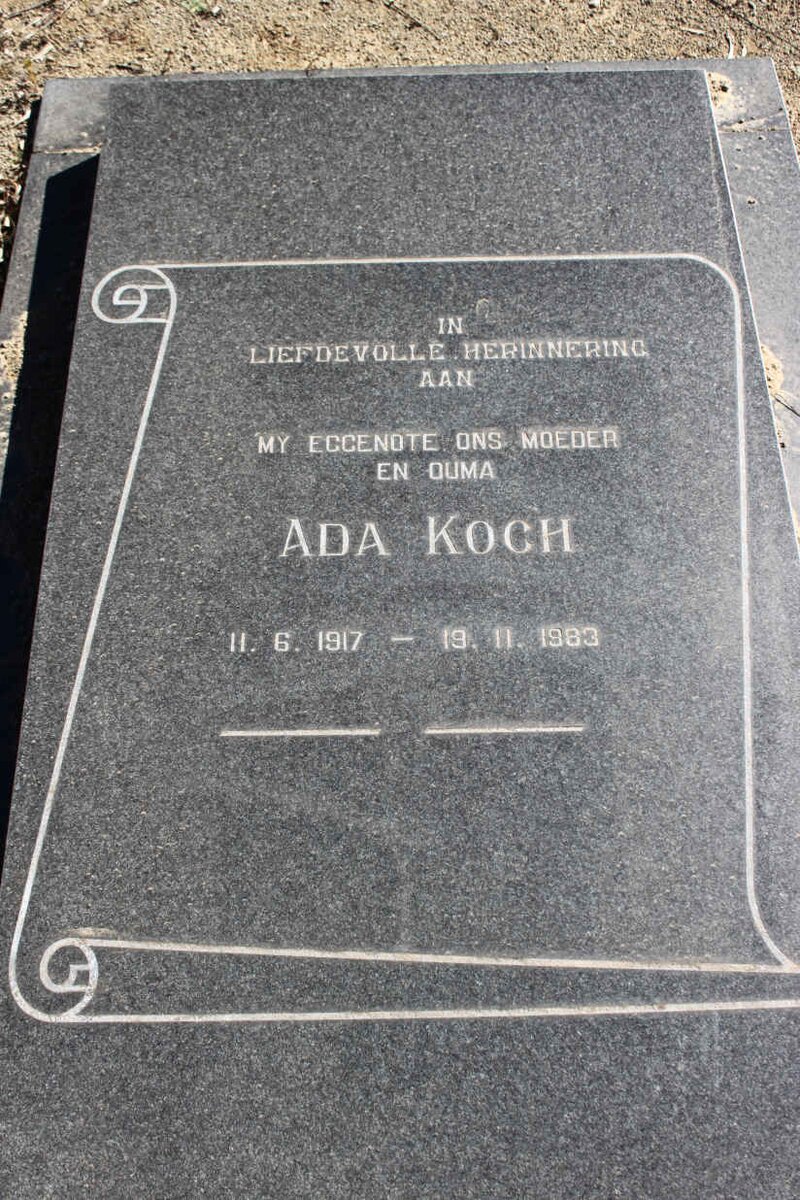 IN
LIEFDEVOLLE HERINNERING
AAN
MY EGGENOTE ONS MOEDER
EN OUMA
ADA KOCH
11. 6. 1917 — 19. 11. 1983